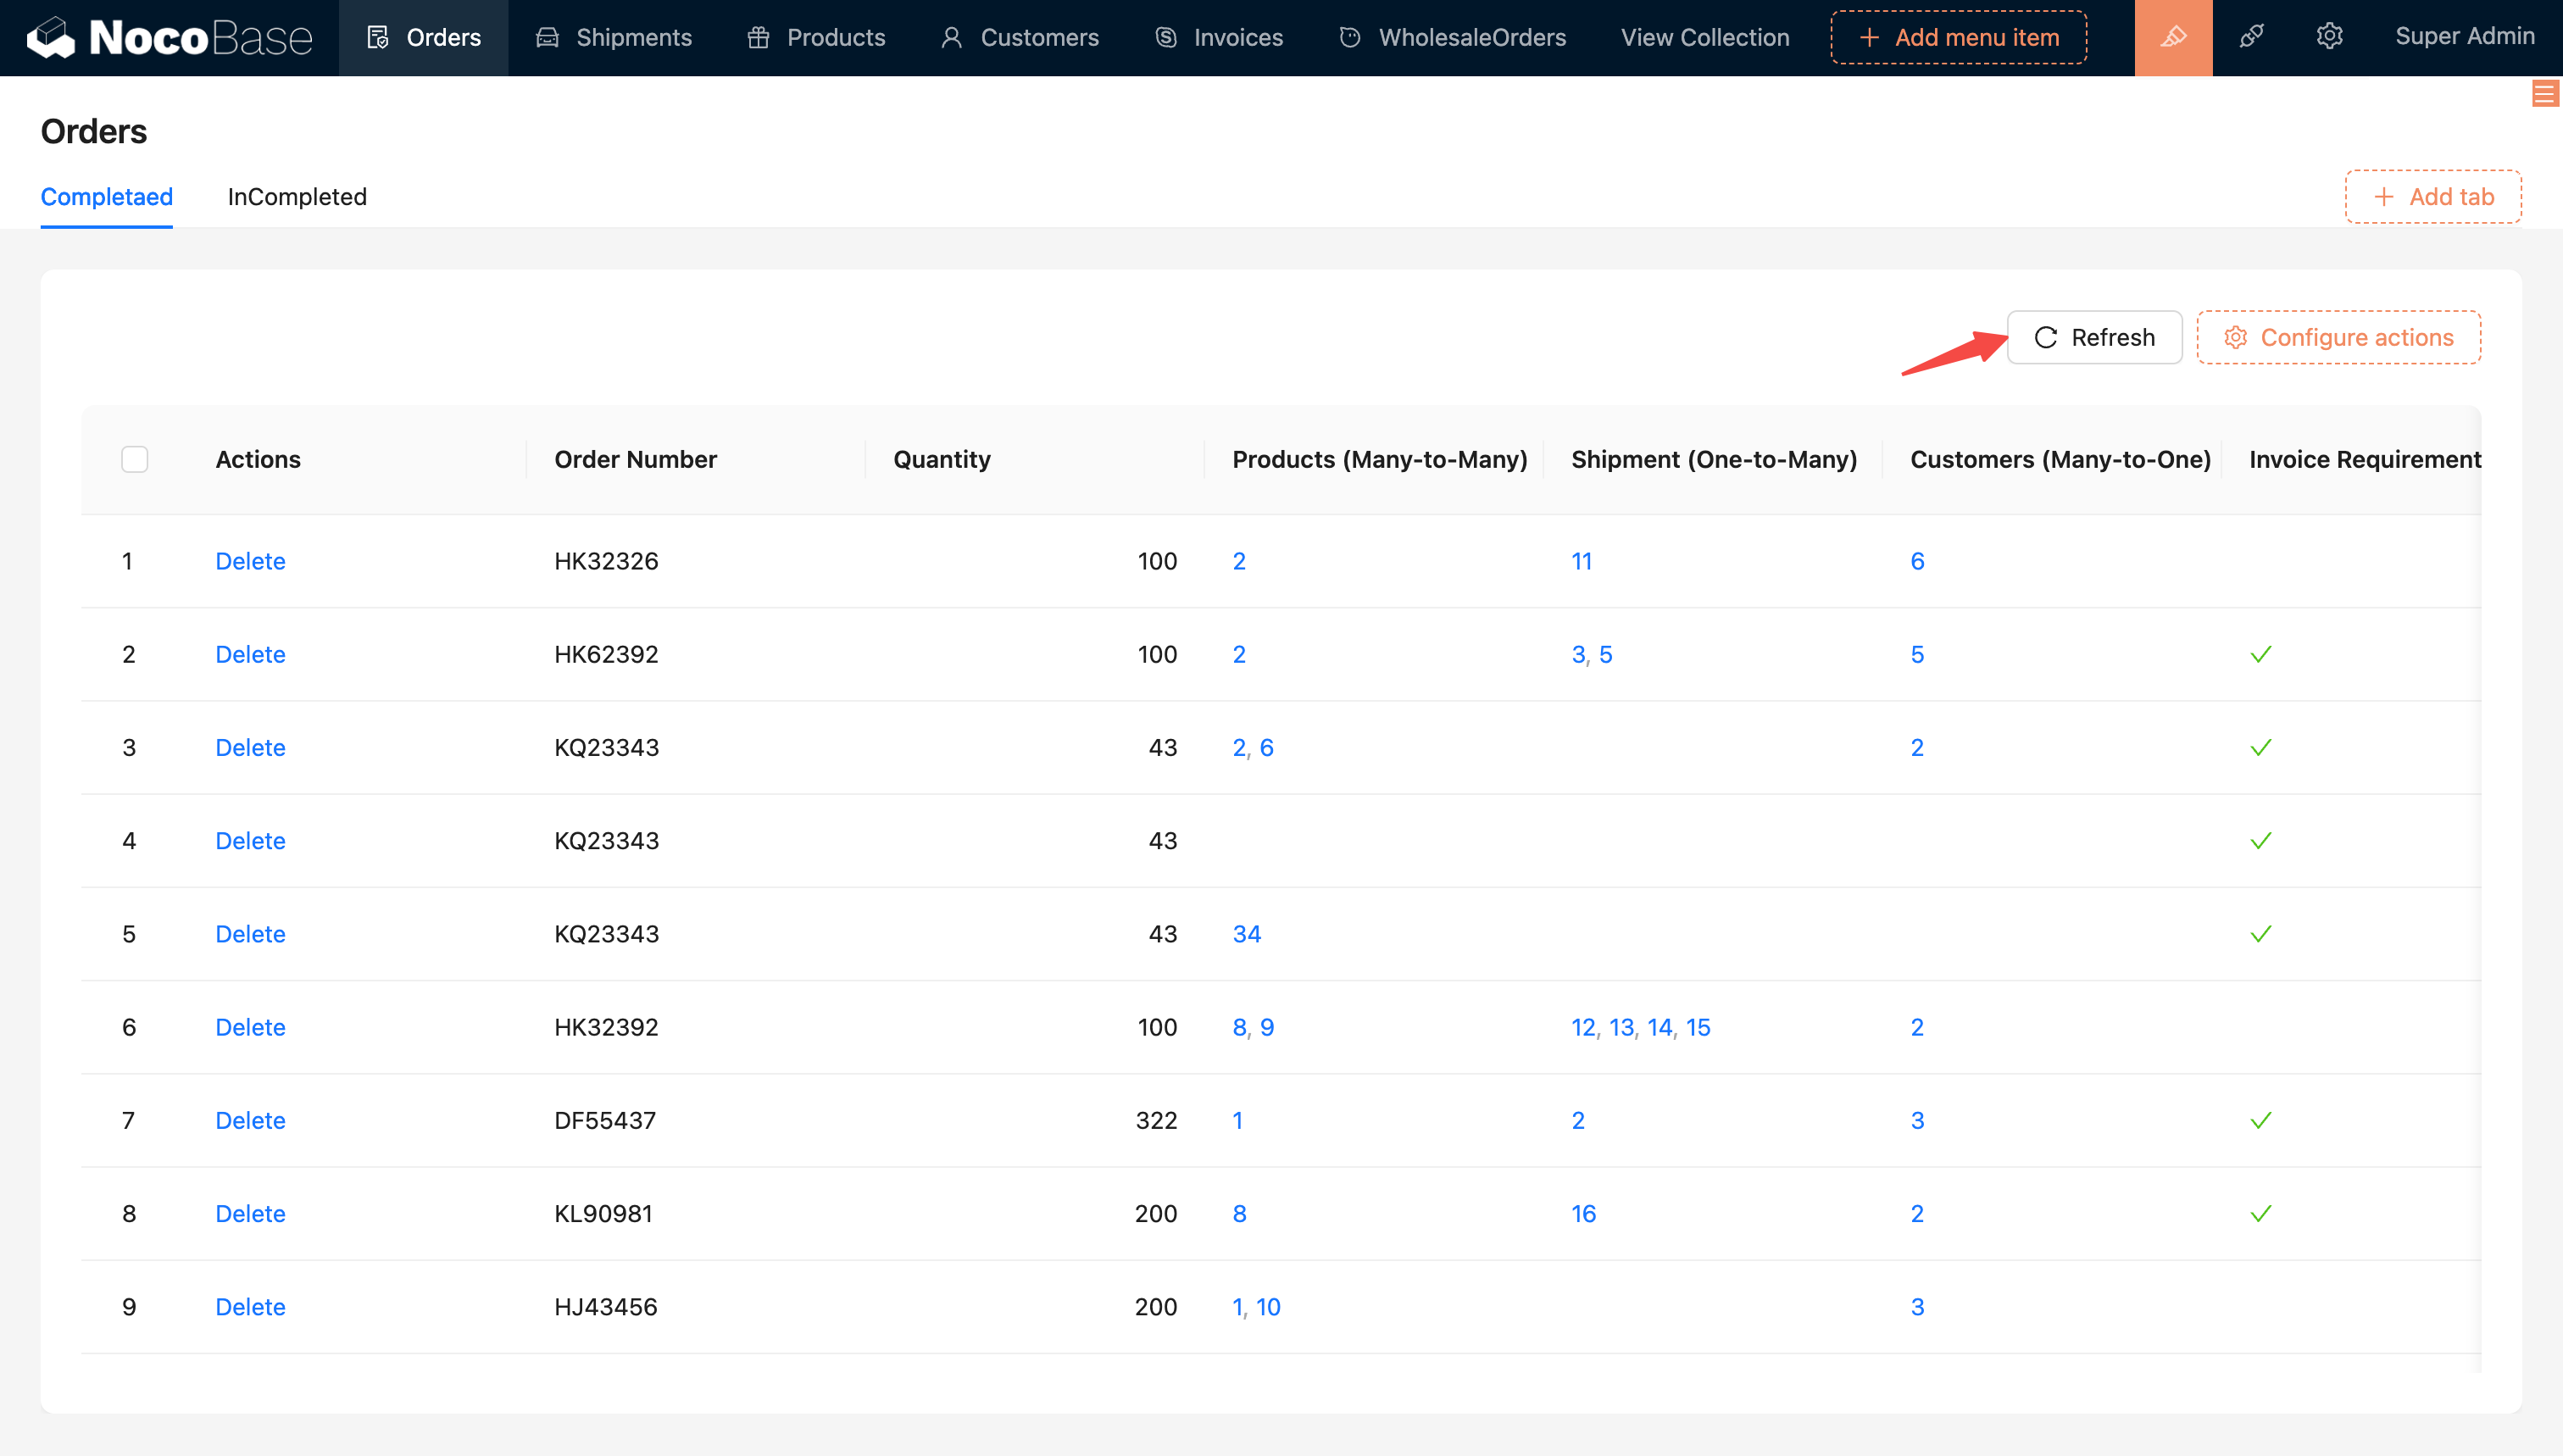 NocoBase Orders Shipments Products Customers Invoices WholesaleOrders View Collection Add menu item Super Admin
Orders
Completaed InCompleted Add tab
Refresh Configure actions
Actions Order Number Quantity Products (Many-to-Many) Shipment (One-to-Many) Customers (Many-to-One) Invoice Requirement
1 Delete HK32326 100 2 11 6
2 Delete HK62392 100 2 3, 5 5
3 Delete KQ23343 43 2, 6 2
4 Delete KQ23343 43
5 Delete KQ23343 43 34
6 Delete HK32392 100 8, 9 12, 13, 14, 15 2
7 Delete DF55437 322 1 2 3
8 Delete KL90981 200 8 16 2
9 Delete HJ43456 200 1, 10 3